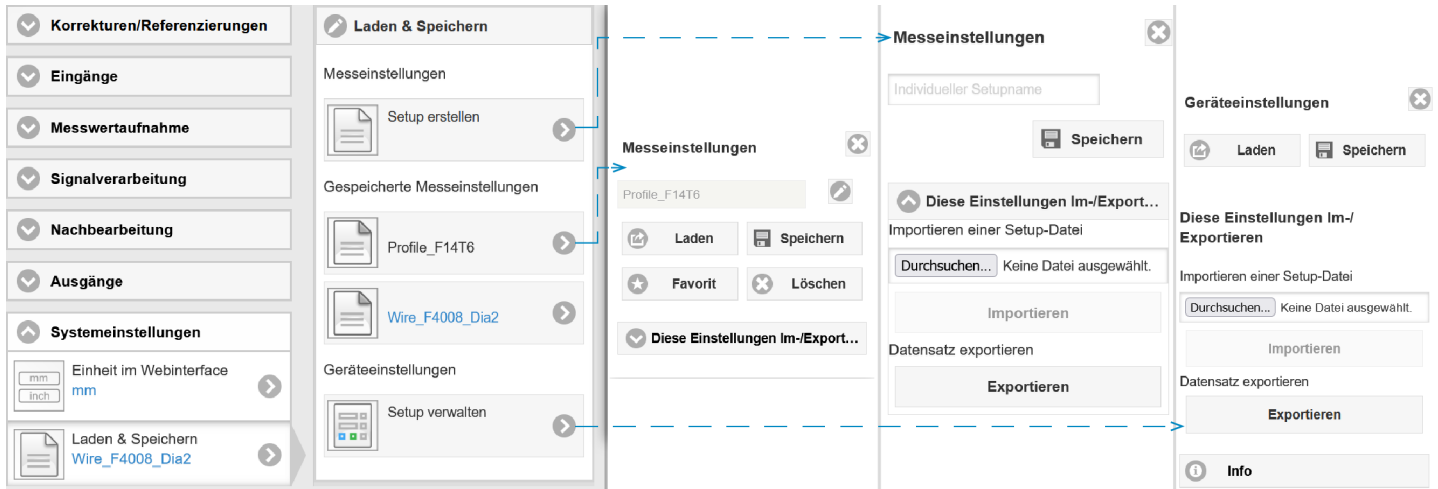 Korrekturen/Referenzierungen
Eingänge
Messwertaufnahme
Signalverarbeitung
Nachbearbeitung
Ausgänge
Systemeinstellungen
mm
inch
Einheit im Webinterface
mm
Laden & Speichern
Wire_F4008_Dia2
Laden & Speichern
Messeinstellungen
Setup erstellen
Gespeicherte Messeinstellungen
Profile_F14T6
Wire_F4008_Dia2
Geräteeinstellungen
Setup verwalten
Messeinstellungen
Profile_F14T6
Laden
Speichern
Favorit
Löschen
Diese Einstellungen Im-/Export...
Messeinstellungen
Individueller Setupname
Speichern
Diese Einstellungen Im-/Export...
Importieren einer Setup-Datei
Durchsuchen... Keine Datei ausgewählt.
Importieren
Datensatz exportieren
Exportieren
Geräteeinstellungen
Laden
Speichern
Diese Einstellungen Im-/
Exportieren
Importieren einer Setup-Datei
Durchsuchen... Keine Datei ausgewählt.
Importieren
Datensatz exportieren
Exportieren
Info